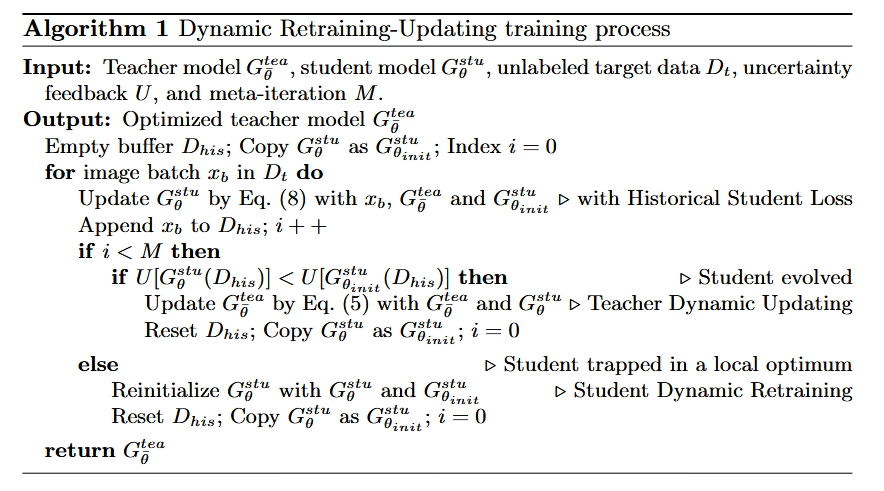 Algorithm 1 Dynamic Retraining-Updating training process
Input: Teacher model $G_{\bar{\theta}}^{tea}$, student model $G_{\theta}^{stu}$, unlabeled target data $D_t$, uncertainty
feedback $U$, and meta-iteration $M$.
Output: Optimized teacher model $G_{\bar{\theta}}^{tea}$
Empty buffer $D_{his}$; Copy $G_{\theta}^{stu}$ as $G_{\theta_{init}}^{stu}$; Index $i = 0$
for image batch $x_b$ in $D_t$ do
Update $G_{\theta}^{stu}$ by Eq. (8) with $x_b$, $G_{\bar{\theta}}^{tea}$ and $G_{\theta_{init}}^{stu}$ ▷ with Historical Student Loss
Append $x_b$ to $D_{his}$; $i++$
if $i < M$ then
if $U[G_{\theta}^{stu}(D_{his})] < U[G_{\theta_{init}}^{stu}(D_{his})]$ then ▷ Student evolved
Update $G_{\bar{\theta}}^{tea}$ by Eq. (5) with $G_{\bar{\theta}}^{tea}$ and $G_{\theta}^{stu}$ ▷ Teacher Dynamic Updating
Reset $D_{his}$; Copy $G_{\theta}^{stu}$ as $G_{\theta_{init}}^{stu}$; $i = 0$
else ▷ Student trapped in a local optimum
Reinitialize $G_{\theta}^{stu}$ with $G_{\theta}^{stu}$ and $G_{\theta_{init}}^{stu}$ ▷ Student Dynamic Retraining
Reset $D_{his}$; Copy $G_{\theta}^{stu}$ as $G_{\theta_{init}}^{stu}$; $i = 0$
return $G_{\bar{\theta}}^{tea}$